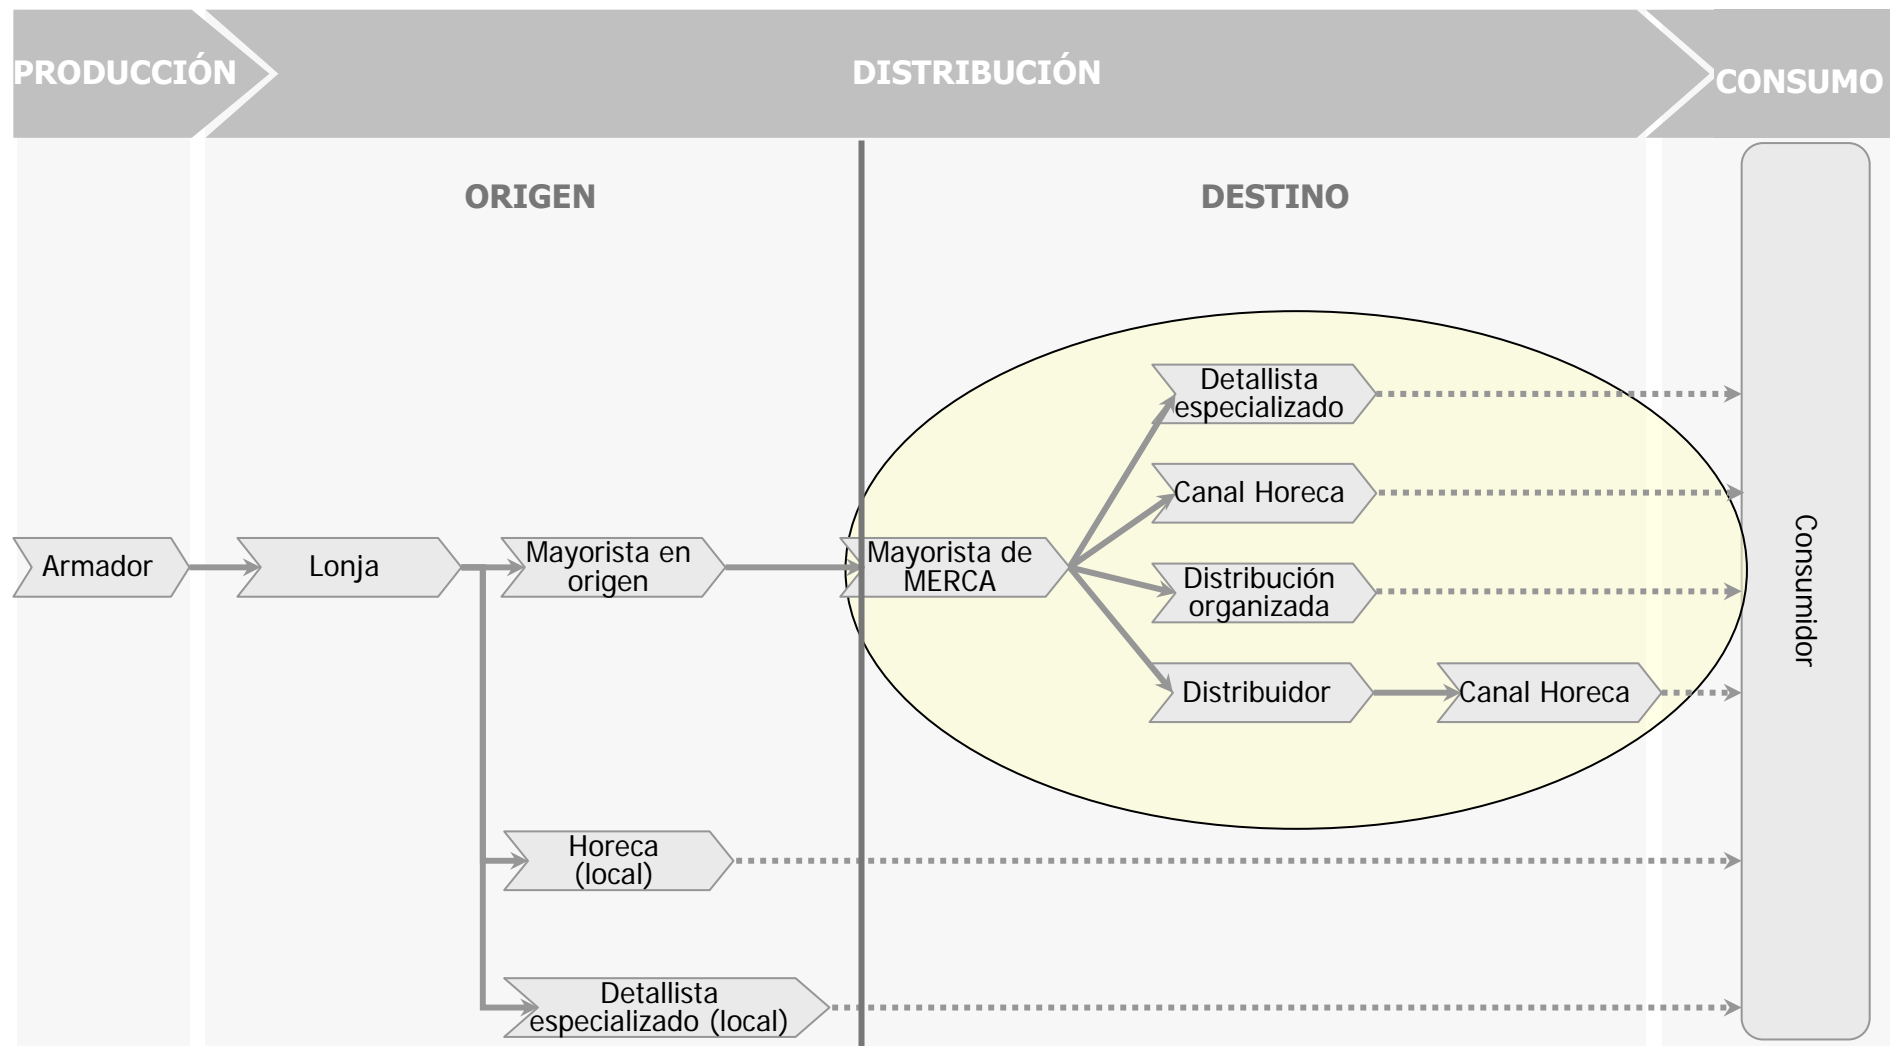 PRODUCCIÓN
DISTRIBUCIÓN
CONSUMO
ORIGEN
DESTINO
Detallista
especializado
Canal Horeca
Armador
Lonja
Mayorista en
origen
Mayorista de
MERCA
Distribución
organizada
Distribuidor
Canal Horeca
Consumidor
Horeca
(local)
Detallista
especializado (local)